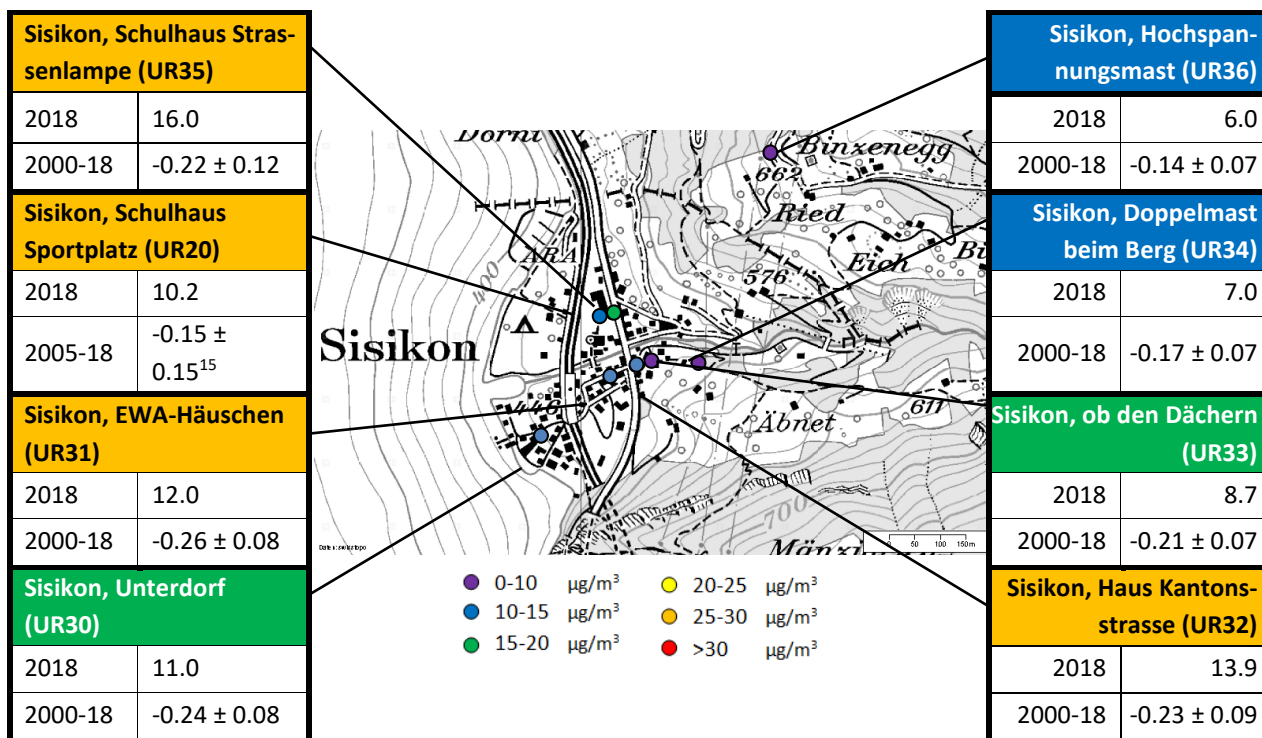 Sisikon, Schulhaus Stras-
senlampe (UR35)
2018 16.0
2000-18 -0.22 ± 0.12
Sisikon, Schulhaus
Sportplatz (UR20)
2018 10.2
2005-18 -0.15 ±
0.15¹⁵
Sisikon, EWA-Häuschen
(UR31)
2018 12.0
2000-18 -0.26 ± 0.08
Sisikon, Unterdorf
(UR30)
2018 11.0
2000-18 -0.24 ± 0.08
Dorni
Binzenegg
662
Ried
ARA
400
Eich
576
Sisikon
446
Äbnet
611
700
0 50 100 150m
0-10 µg/m³
10-15 µg/m³
15-20 µg/m³
20-25 µg/m³
25-30 µg/m³
>30 µg/m³
Sisikon, Hochspan-
nungsmast (UR36)
2018 6.0
2000-18 -0.14 ± 0.07
Sisikon, Doppelmast
beim Berg (UR34)
2018 7.0
2000-18 -0.17 ± 0.07
Sisikon, ob den Dächern
(UR33)
2018 8.7
2000-18 -0.21 ± 0.07
Sisikon, Haus Kantons-
strasse (UR32)
2018 13.9
2000-18 -0.23 ± 0.09